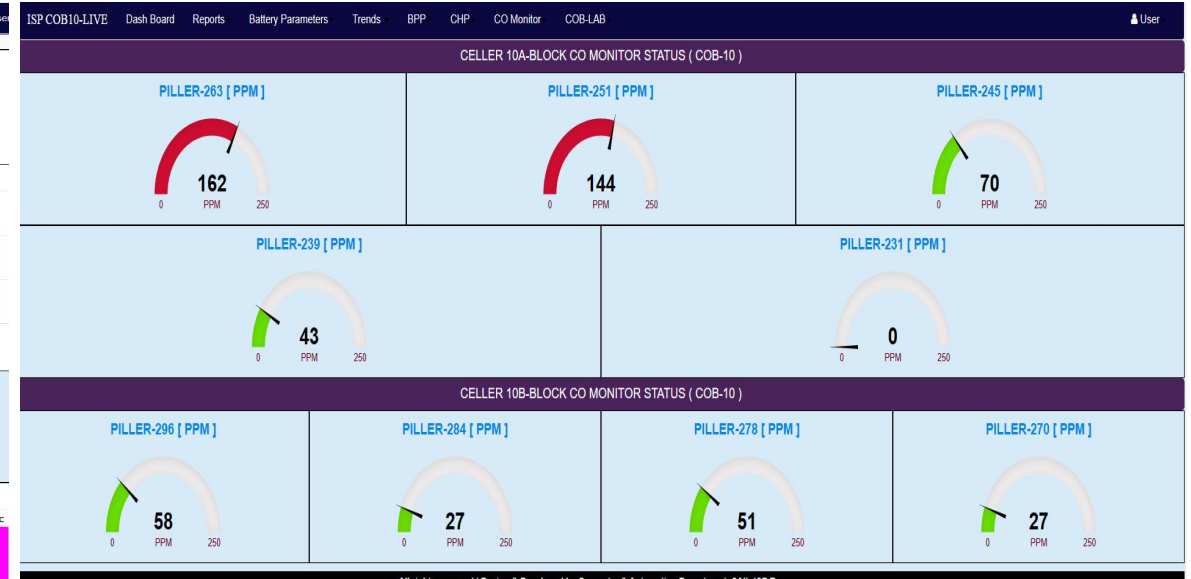 ISP COB10-LIVE Dash Board Reports Battery Parameters Trends BPP CHP CO Monitor COB-LAB User
CELLER 10A-BLOCK CO MONITOR STATUS ( COB-10 )
PILLER-263 [ PPM ] PILLER-251 [ PPM ] PILLER-245 [ PPM ]
162 144 70
0 PPM 250 0 PPM 250 0 PPM 250
PILLER-239 [ PPM ] PILLER-231 [ PPM ]
43 0
0 PPM 250 0 PPM 250
CELLER 10B-BLOCK CO MONITOR STATUS ( COB-10 )
PILLER-296 [ PPM ] PILLER-284 [ PPM ] PILLER-278 [ PPM ] PILLER-270 [ PPM ]
58 27 51 27
0 PPM 250 0 PPM 250 0 PPM 250 0 PPM 250